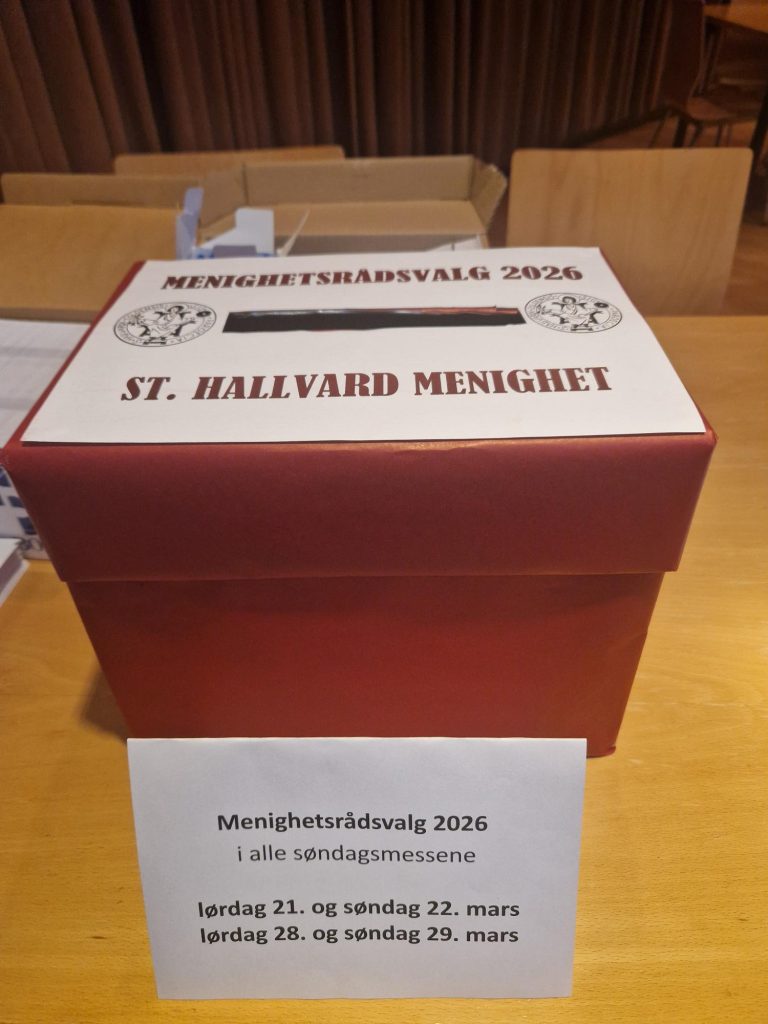 MENIGHETSRÅDSVALG 2026
ST. HALLVARD MENIGHET
Menighetsrådsvalg 2026
i alle søndagsmessene
lørdag 21. og søndag 22. mars
lørdag 28. og søndag 29. mars